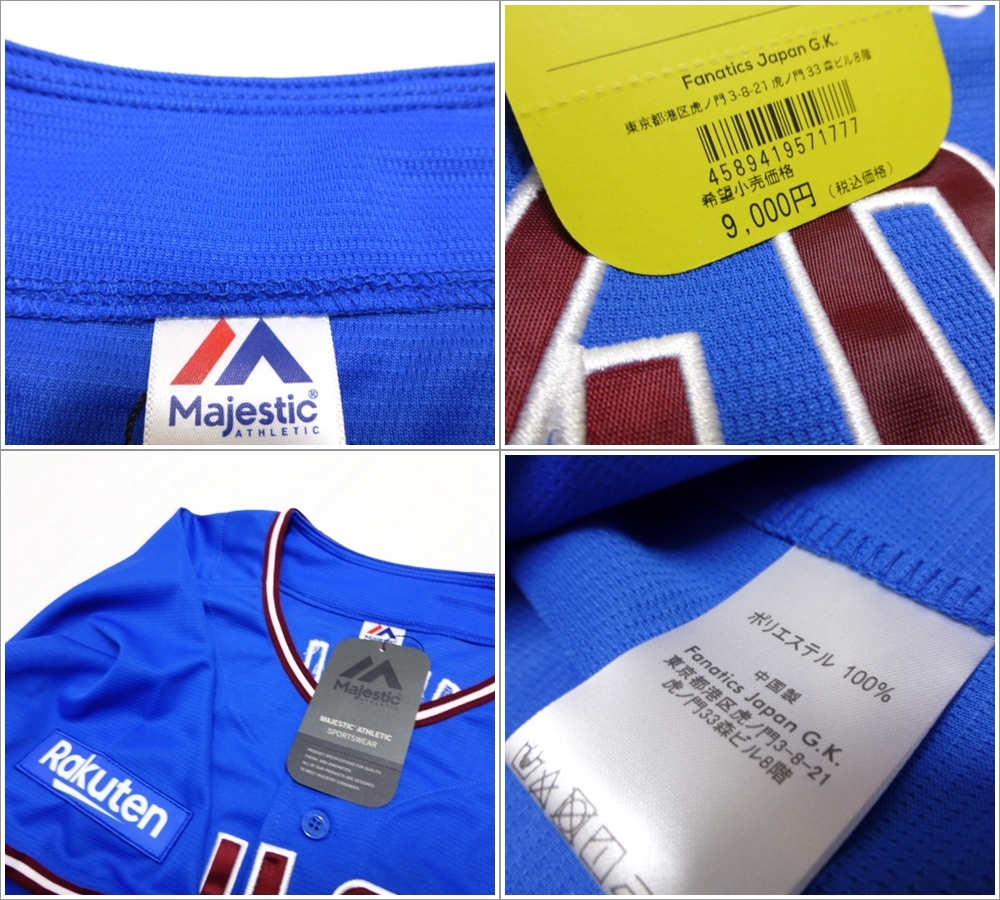 Majestic®
ATHLETIC
Fanatics Japan G.K.
東京都港区虎ノ門 3-8-21 虎ノ門 33 森ビル 8階
4589419571777
希望小売価格
9,000円 (税込価格)
Majestic
ATHLETIC
MAJESTIC® ATHLETIC
SPORTSWEAR
Rakuten
ポリエステル 100%
中国製
Fanatics Japan G.K.
東京都港区虎ノ門3-8-21
虎ノ門33森ビル8階